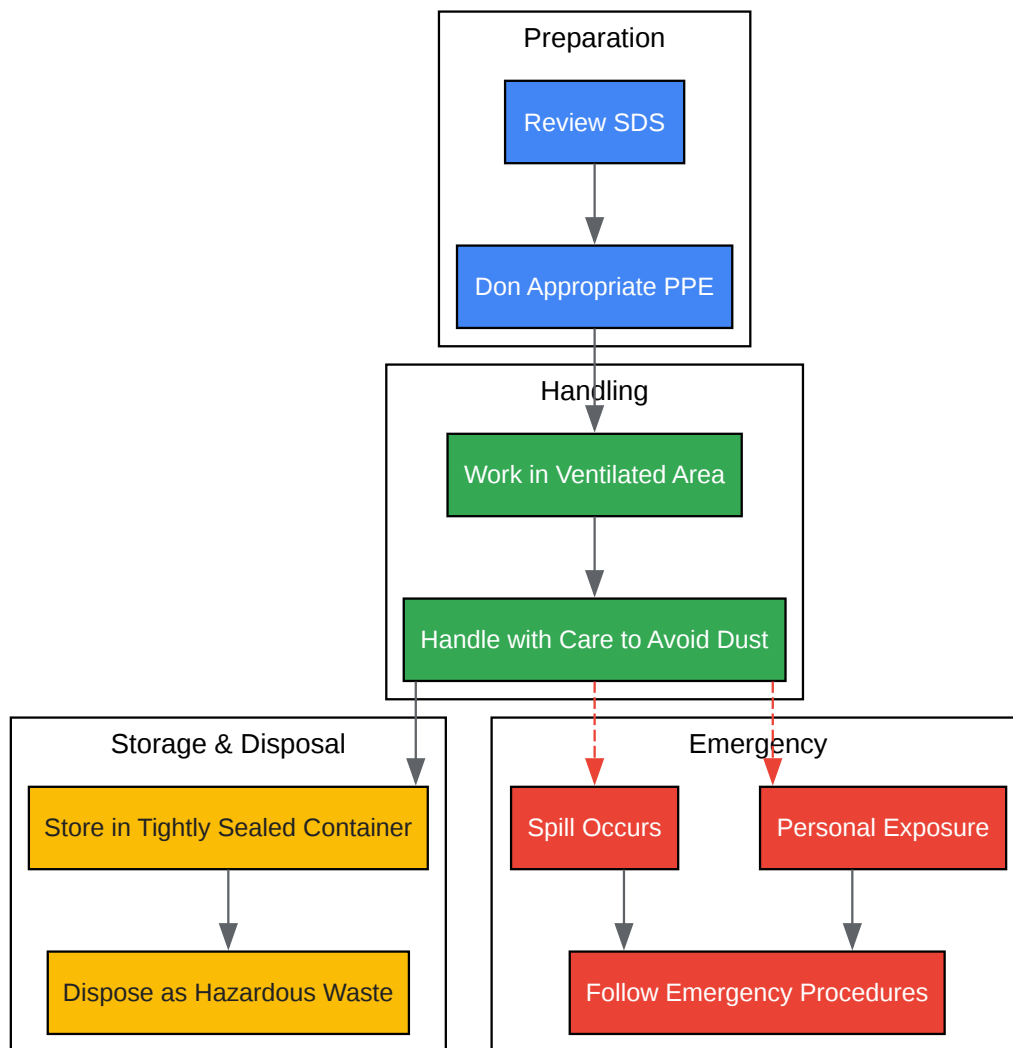 Preparation
Review SDS
Don Appropriate PPE
Handling
Work in Ventilated Area
Handle with Care to Avoid Dust
Storage & Disposal
Store in Tightly Sealed Container
Dispose as Hazardous Waste
Emergency
Spill Occurs
Personal Exposure
Follow Emergency Procedures